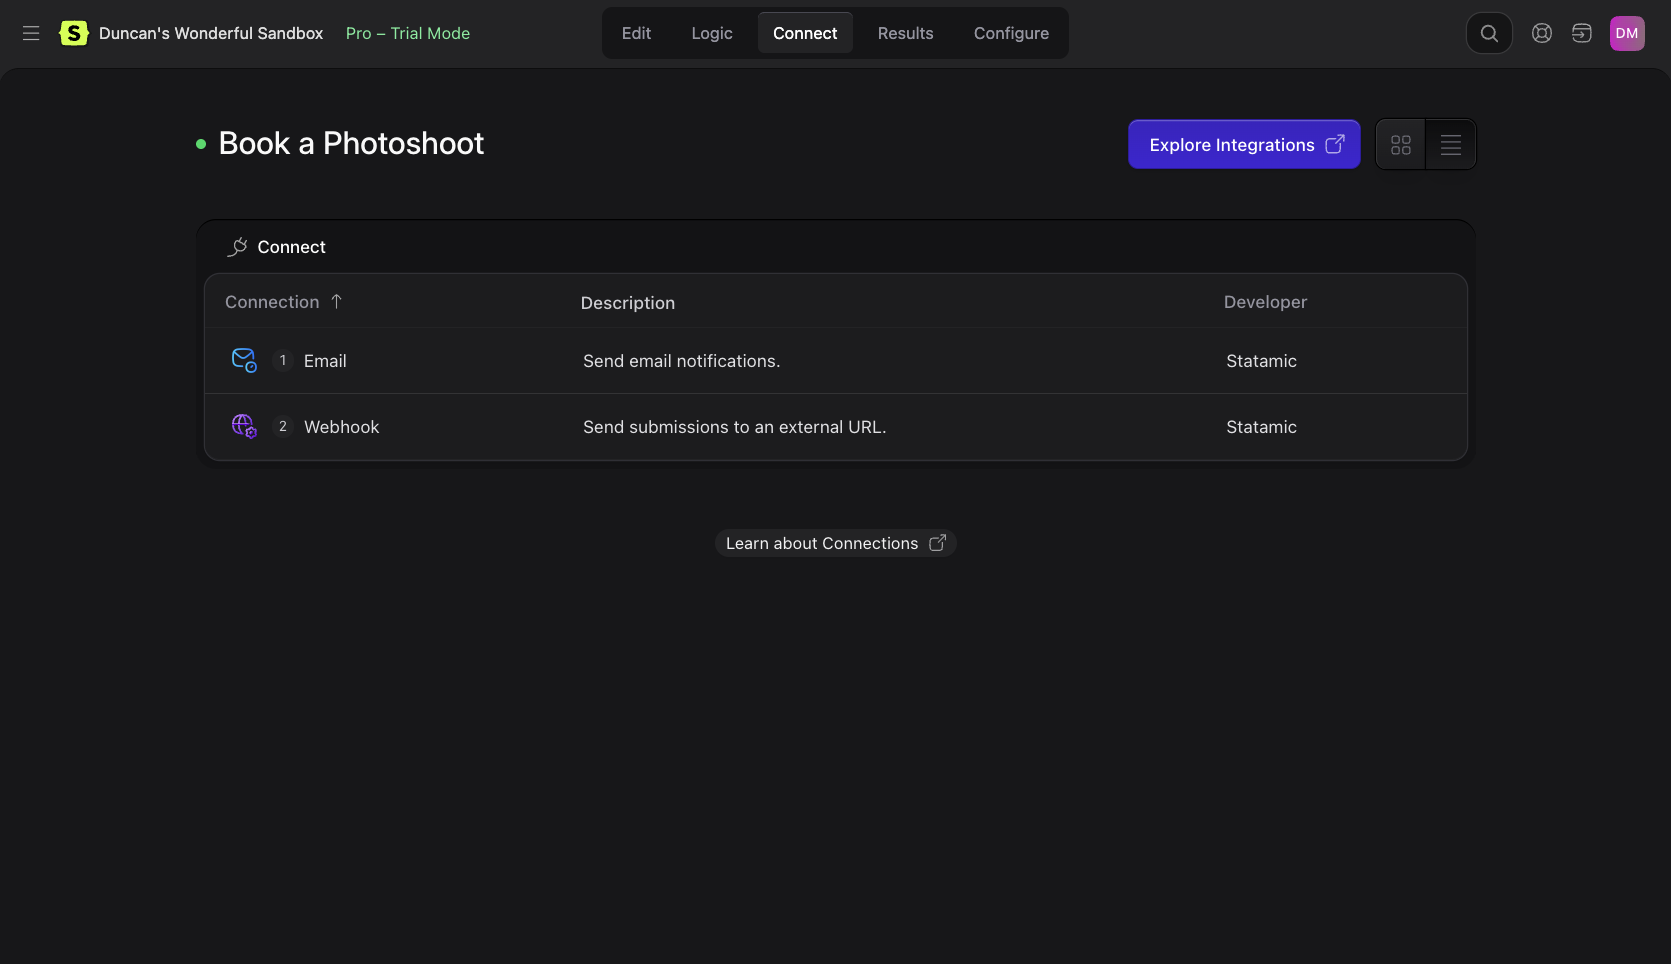 S
Duncan's Wonderful Sandbox
Pro – Trial Mode
Edit
Logic
Connect
Results
Configure
DM
Book a Photoshoot
Explore Integrations
Connect
Connection ↑
Description
Developer
1
Email
Send email notifications.
Statamic
2
Webhook
Send submissions to an external URL.
Statamic
Learn about Connections